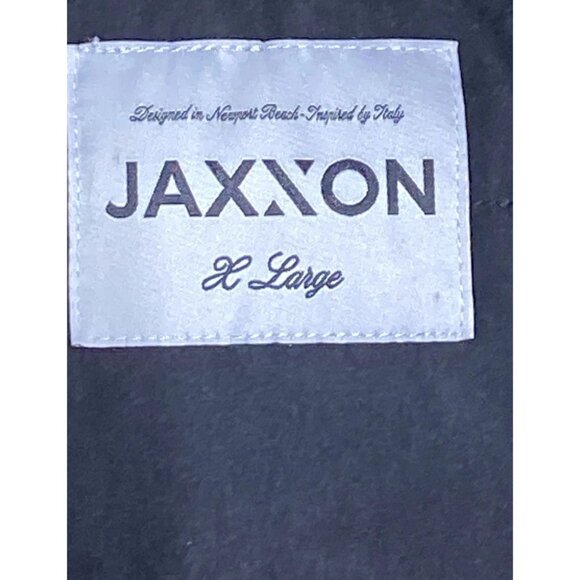 Designed in Newport Beach-Inspired by Italy
JAXXON
X Large